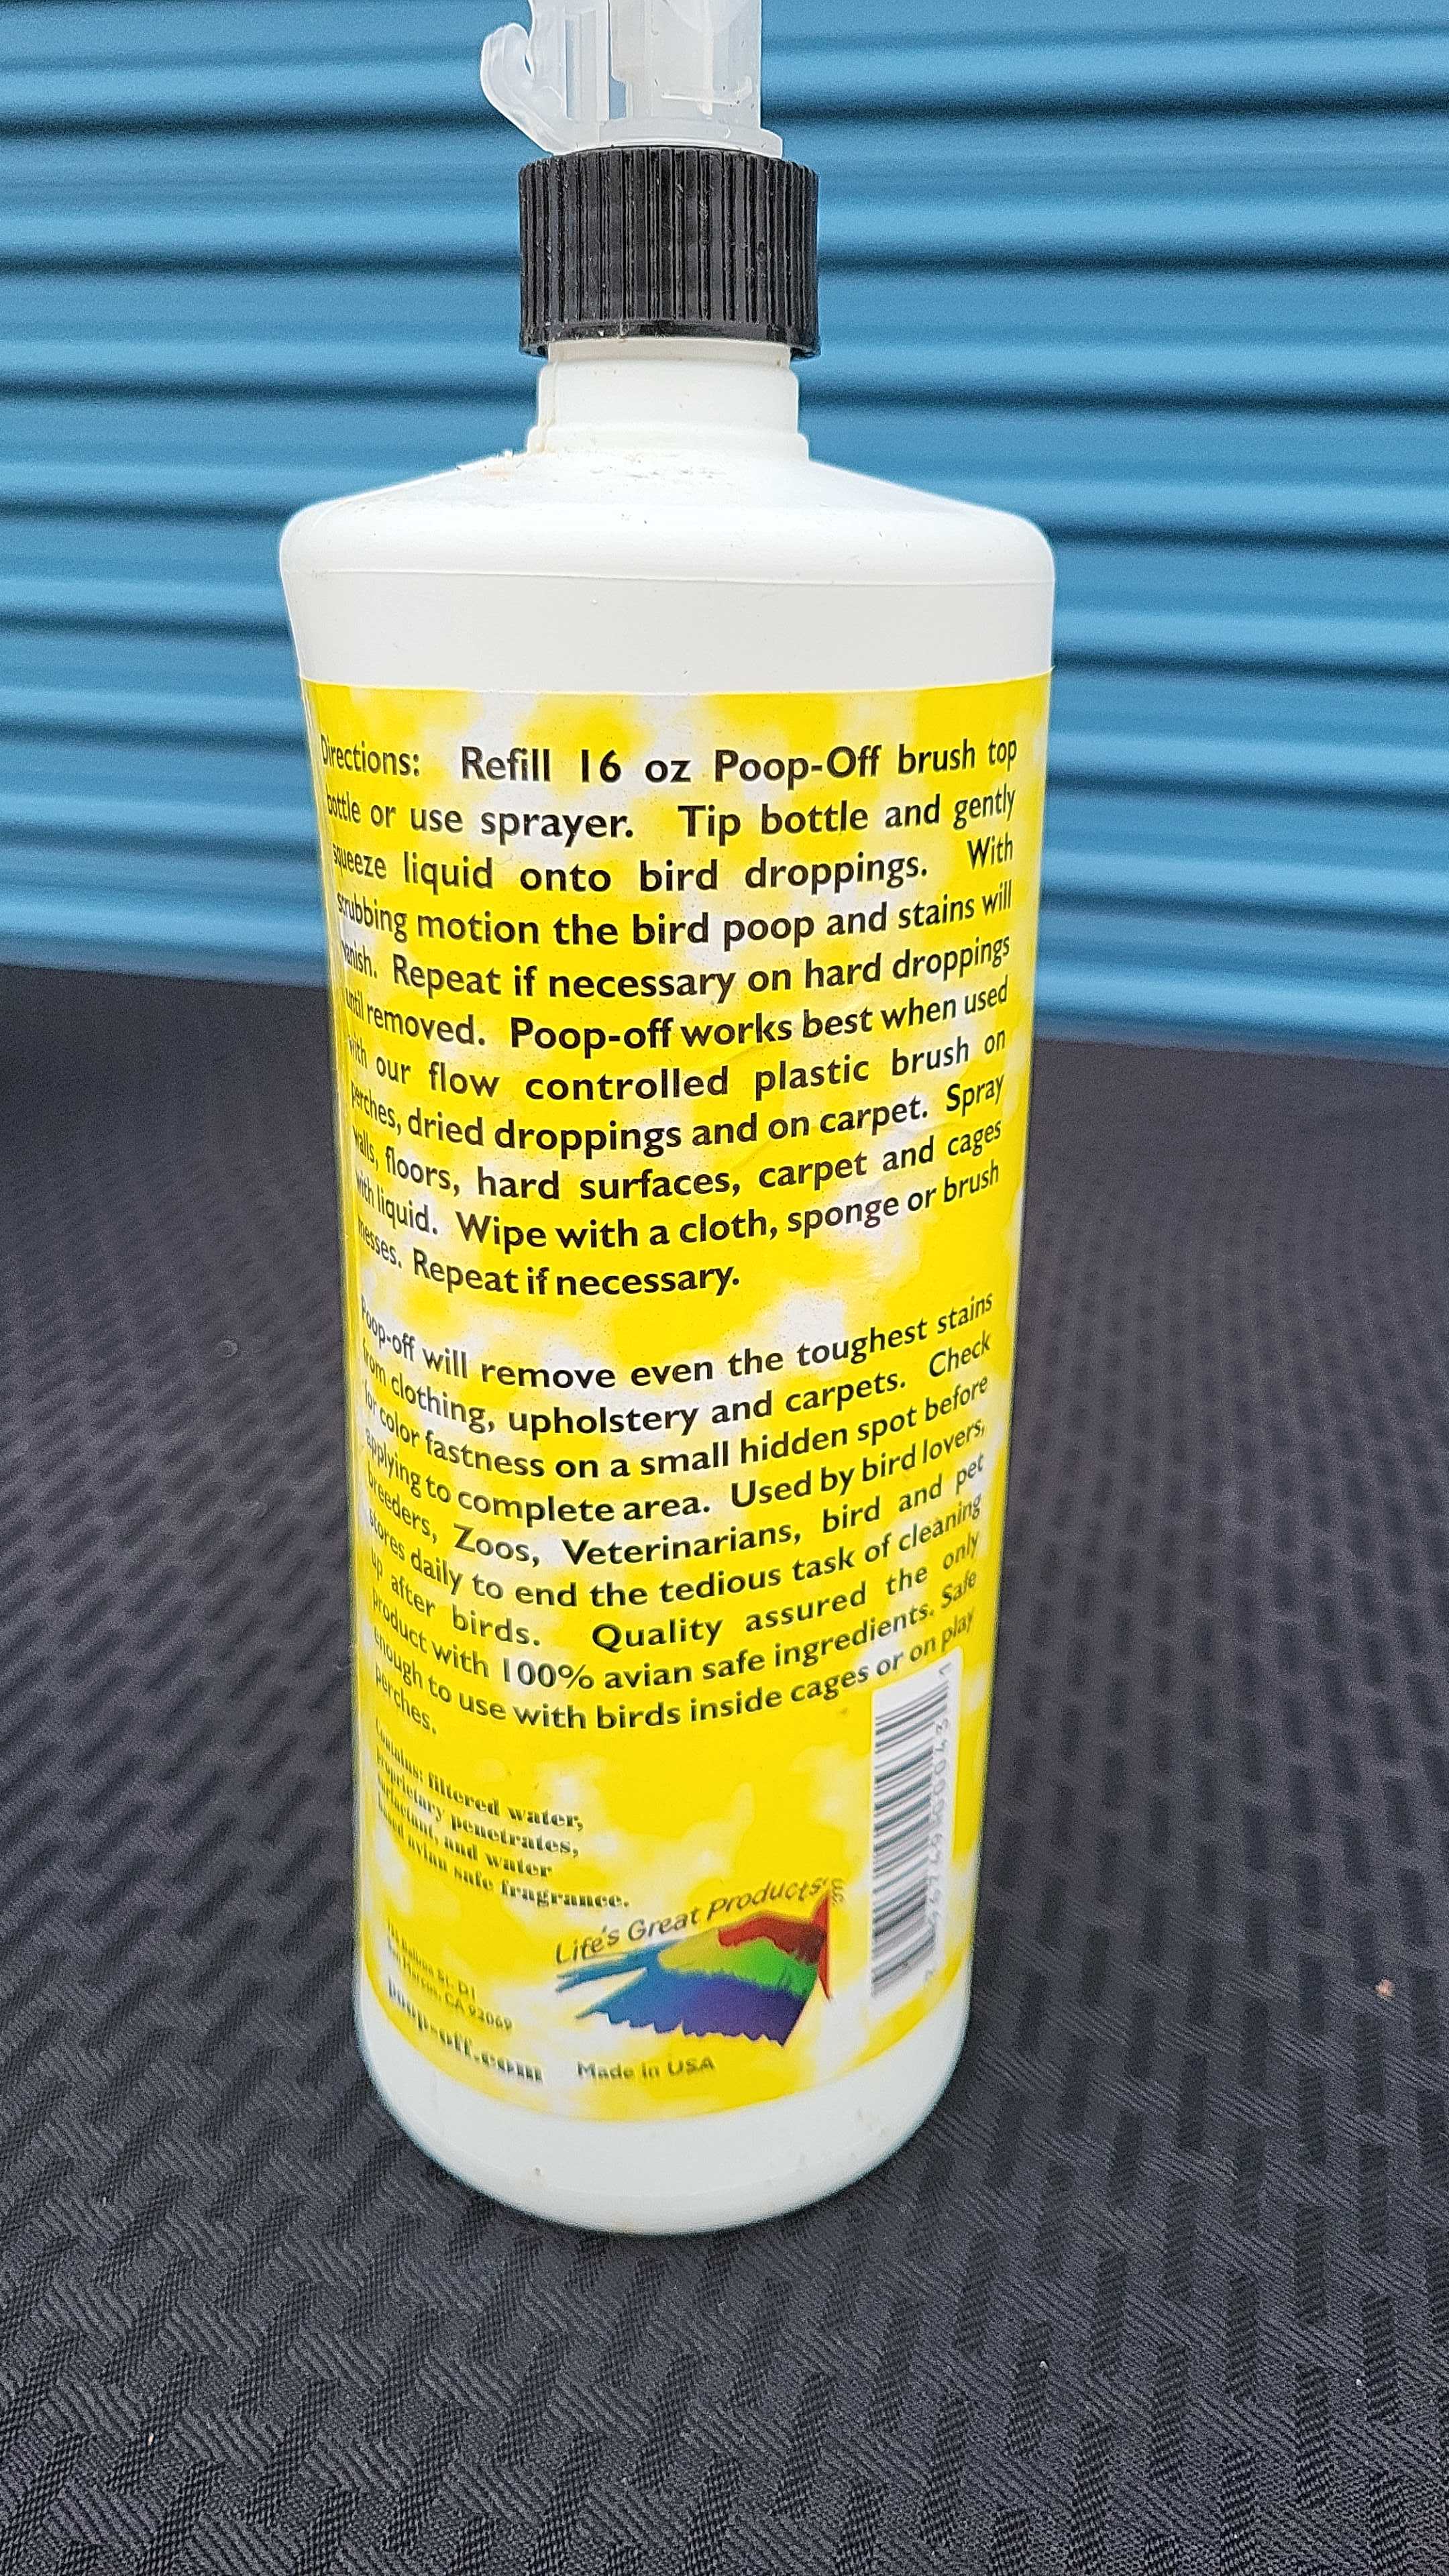 Directions: Refill 16 oz Poop-Off brush top
bottle or use sprayer. Tip bottle and gently
squeeze liquid onto bird droppings. With
scrubbing motion the bird poop and stains will
vanish. Repeat if necessary on hard droppings
until removed. Poop-off works best when used
with our flow controlled plastic brush on
perches, dried droppings and on carpet. Spray
walls, floors, hard surfaces, carpet and cages
with liquid. Wipe with a cloth, sponge or brush
messes. Repeat if necessary.
Poop-off will remove even the toughest stains
from clothing, upholstery and carpets. Check
for color fastness on a small hidden spot before
applying to complete area. Used by bird lovers,
breeders, Zoos, Veterinarians, bird and pet
stores daily to end the tedious task of cleaning
up after birds. Quality assured the only
product with 100% avian safe ingredients. Safe
enough to use with birds inside cages or on play
perches.
Contains: filtered water,
proprietary penetrates,
surfactant, and water
based avian safe fragrance.
Life's Great Products
St. D1
San Marcos, CA 92069
poop-off.com
Made in USA